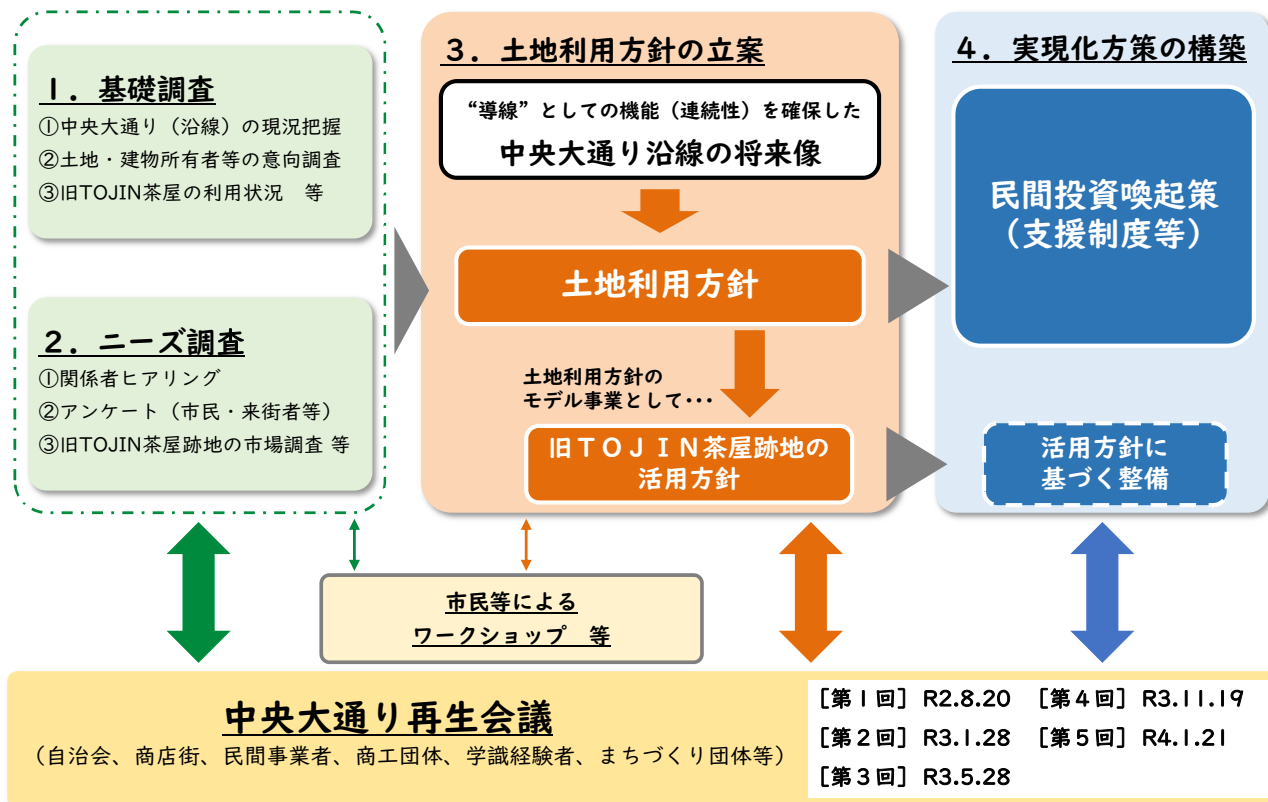 １．基礎調査
①中央大通り（沿線）の現況把握
②土地・建物所有者等の意向調査
③旧TOJIN茶屋の利用状況　等
２．ニーズ調査
①関係者ヒアリング
②アンケート（市民・来街者等）
③旧TOJIN茶屋跡地の市場調査 等
３．土地利用方針の立案
“導線”としての機能（連続性）を確保した
中央大通り沿線の将来像
土地利用方針
土地利用方針の
モデル事業として･･･
旧ＴＯＪＩＮ茶屋跡地の
活用方針
４．実現化方策の構築
民間投資喚起策
（支援制度等）
活用方針に
基づく整備
市民等による
ワークショップ　等
中央大通り再生会議
（自治会、商店街、民間事業者、商工団体、学識経験者、まちづくり団体等）
［第１回］R2.8.20　［第４回］R3.11.19
［第２回］R3.1.28　［第５回］R4.1.21
［第３回］R3.5.28